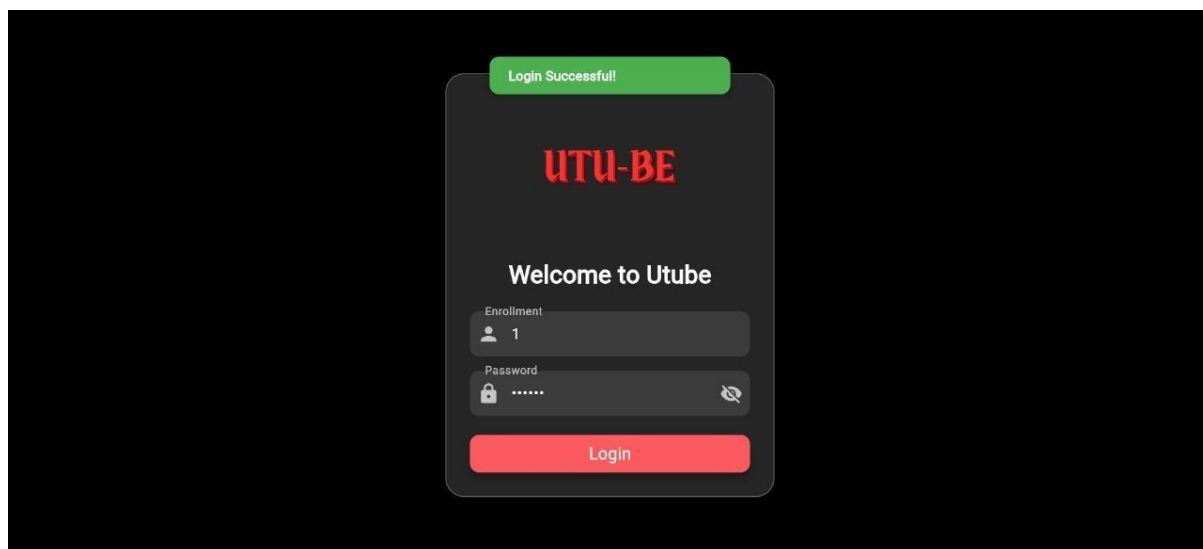 Login Successful!
UTU-BE
Welcome to Utube
Enrollment
1
Password
••••••
Login